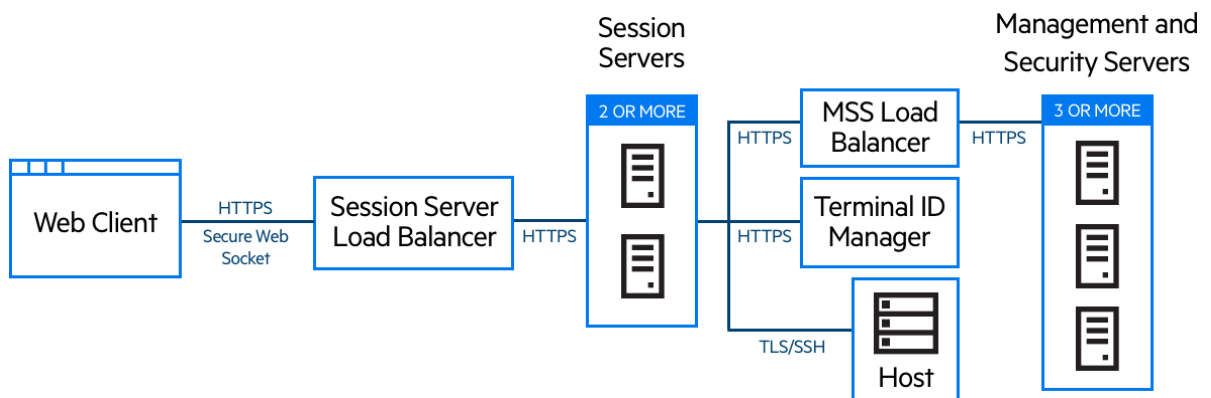 Web Client
HTTPS
Secure Web
Socket
Session Server
Load Balancer
HTTPS
Session
Servers
2 OR MORE
HTTPS
MSS Load
Balancer
HTTPS
HTTPS
Terminal ID
Manager
TLS/SSH
Host
Management and
Security Servers
3 OR MORE